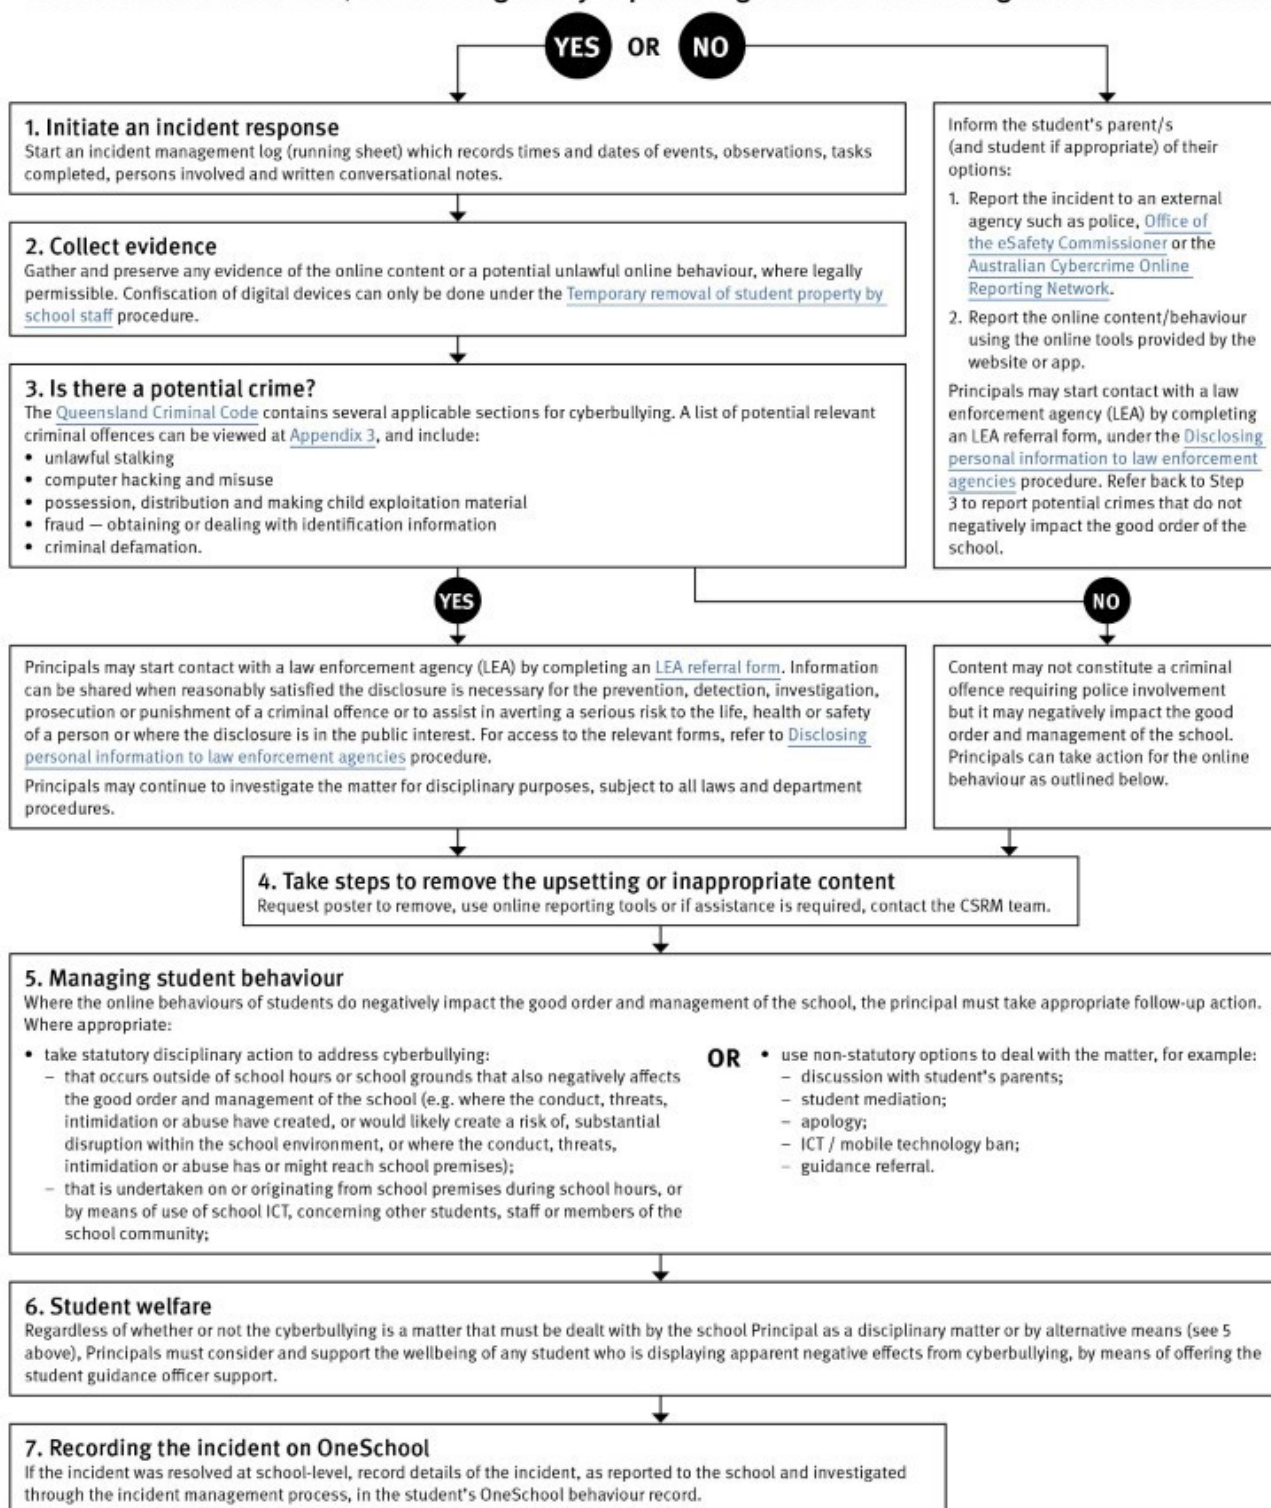 YES OR NO
1. Initiate an incident response
Start an incident management log (running sheet) which records times and dates of events, observations, tasks
completed, persons involved and written conversational notes.
2. Collect evidence
Gather and preserve any evidence of the online content or a potential unlawful online behaviour, where legally
permissible. Confiscation of digital devices can only be done under the Temporary removal of student property by
school staff procedure.
3. Is there a potential crime?
The Queensland Criminal Code contains several applicable sections for cyberbullying. A list of potential relevant
criminal offences can be viewed at Appendix 3, and include:
• unlawful stalking
• computer hacking and misuse
• possession, distribution and making child exploitation material
• fraud — obtaining or dealing with identification information
• criminal defamation.
Inform the student's parent/s
(and student if appropriate) of their
options:
1. Report the incident to an external
agency such as police, Office of
the eSafety Commissioner or the
Australian Cybercrime Online
Reporting Network.
2. Report the online content/behaviour
using the online tools provided by the
website or app.
Principals may start contact with a law
enforcement agency (LEA) by completing
an LEA referral form, under the Disclosing
personal information to law enforcement
agencies procedure. Refer back to Step
3 to report potential crimes that do not
negatively impact the good order of the
school.
YES
NO
Principals may start contact with a law enforcement agency (LEA) by completing an LEA referral form. Information
can be shared when reasonably satisfied the disclosure is necessary for the prevention, detection, investigation,
prosecution or punishment of a criminal offence or to assist in averting a serious risk to the life, health or safety
of a person or where the disclosure is in the public interest. For access to the relevant forms, refer to Disclosing
personal information to law enforcement agencies procedure.
Principals may continue to investigate the matter for disciplinary purposes, subject to all laws and department
procedures.
Content may not constitute a criminal
offence requiring police involvement
but it may negatively impact the good
order and management of the school.
Principals can take action for the online
behaviour as outlined below.
4. Take steps to remove the upsetting or inappropriate content
Request poster to remove, use online reporting tools or if assistance is required, contact the CSRM team.
5. Managing student behaviour
Where the online behaviours of students do negatively impact the good order and management of the school, the principal must take appropriate follow-up action.
Where appropriate:
• take statutory disciplinary action to address cyberbullying:
– that occurs outside of school hours or school grounds that also negatively affects
the good order and management of the school (e.g. where the conduct, threats,
intimidation or abuse have created, or would likely create a risk of, substantial
disruption within the school environment, or where the conduct, threats,
intimidation or abuse has or might reach school premises);
– that is undertaken on or originating from school premises during school hours, or
by means of use of school ICT, concerning other students, staff or members of the
school community;
OR
• use non-statutory options to deal with the matter, for example:
– discussion with student's parents;
– student mediation;
– apology;
– ICT / mobile technology ban;
– guidance referral.
6. Student welfare
Regardless of whether or not the cyberbullying is a matter that must be dealt with by the school Principal as a disciplinary matter or by alternative means (see 5
above), Principals must consider and support the wellbeing of any student who is displaying apparent negative effects from cyberbullying, by means of offering the
student guidance officer support.
7. Recording the incident on OneSchool
If the incident was resolved at school-level, record details of the incident, as reported to the school and investigated
through the incident management process, in the student's OneSchool behaviour record.